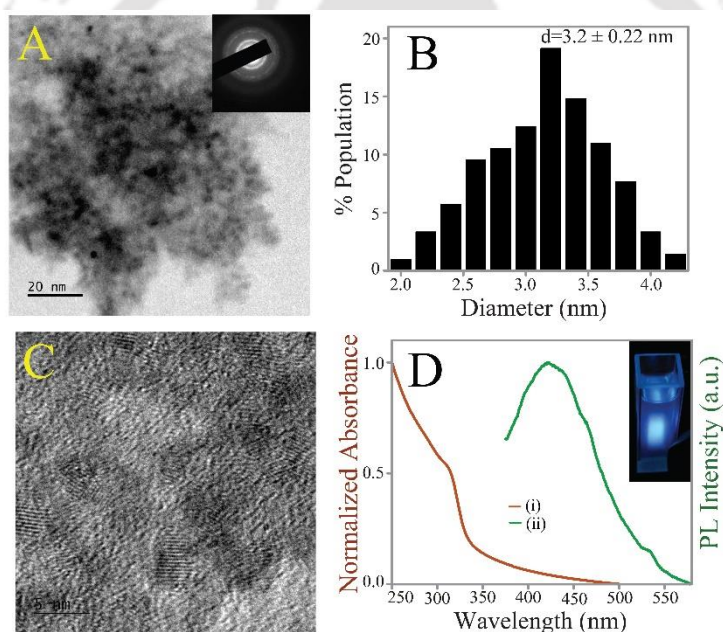 A
20 nm
B
d=3.2 ± 0.22 nm
% Population
20
15
10
5
0
2.0 2.5 3.0 3.5 4.0
Diameter (nm)
C
5 nm
D
Normalized Absorbance
1.0
0.5
0.0
(i)
(ii)
PL Intensity (a.u.)
250 300 350 400 450 500 550
Wavelength (nm)